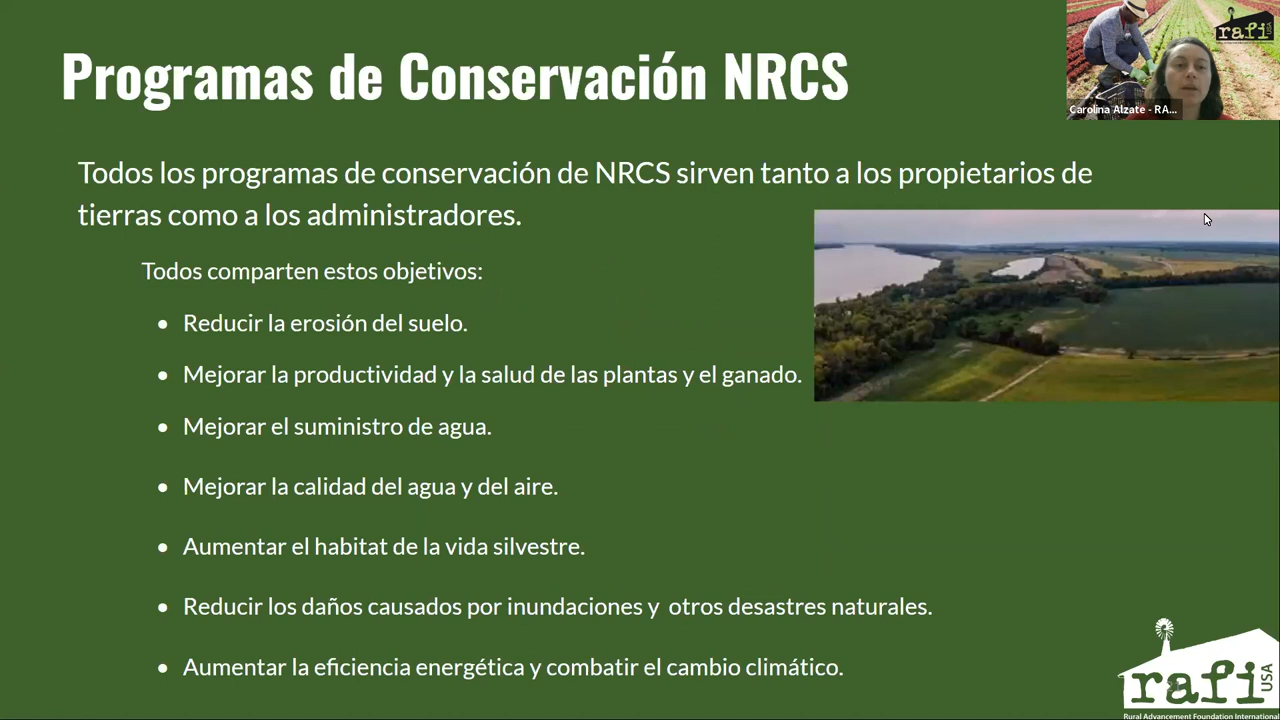 Programas de Conservación NRCS
rafi
USA
Carolina Alzate - RA...
Todos los programas de conservación de NRCS sirven tanto a los propietarios de
tierras como a los administradores.
Todos comparten estos objetivos:
• Reducir la erosión del suelo.
• Mejorar la productividad y la salud de las plantas y el ganado.
• Mejorar el suministro de agua.
• Mejorar la calidad del agua y del aire.
• Aumentar el habitat de la vida silvestre.
• Reducir los daños causados por inundaciones y otros desastres naturales.
• Aumentar la eficiencia energética y combatir el cambio climático.
rafi
USA
Rural Advancement Foundation International